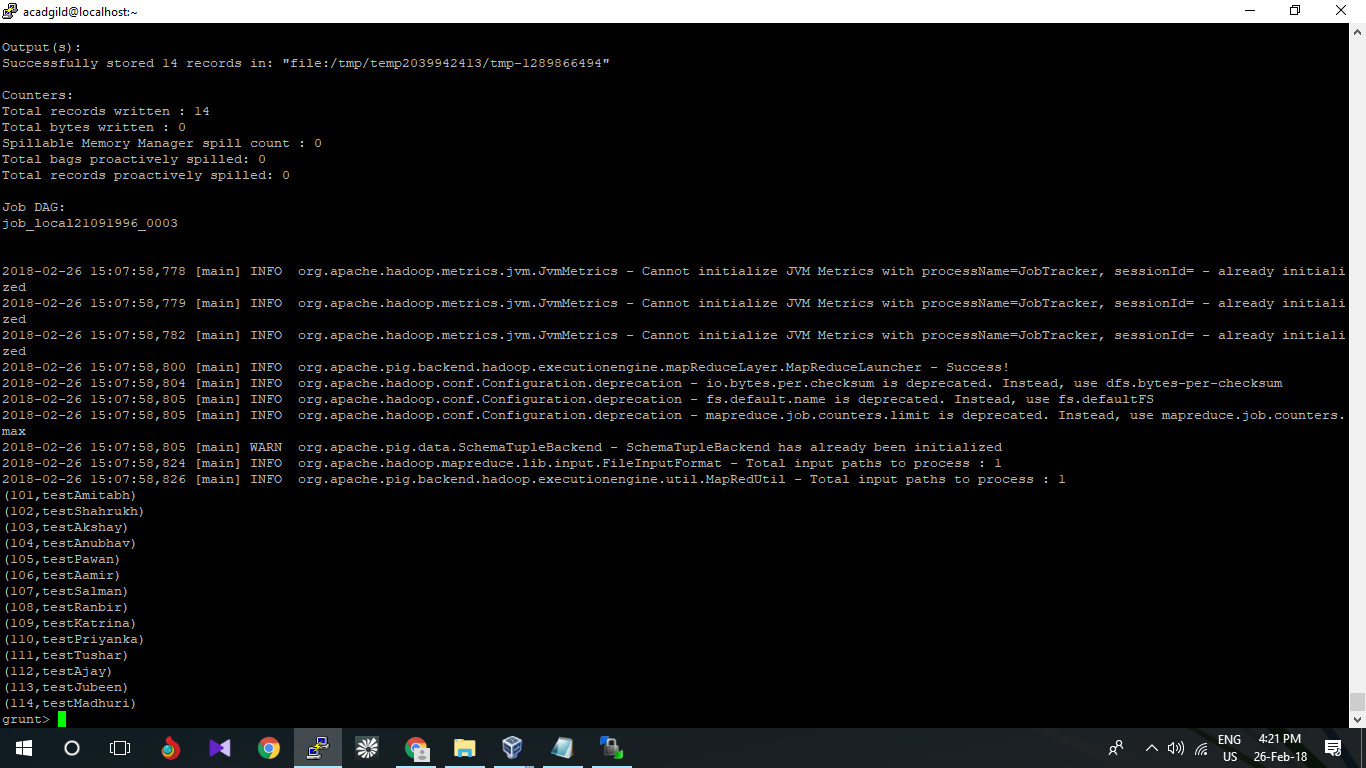 acadgild@localhost:~
Output(s):
Successfully stored 14 records in: "file:/tmp/temp2039942413/tmp-1289866494"
Counters:
Total records written : 14
Total bytes written : 0
Spillable Memory Manager spill count : 0
Total bags proactively spilled: 0
Total records proactively spilled: 0
Job DAG:
job_local21091996_0003
2018-02-26 15:07:58,778 [main] INFO  org.apache.hadoop.metrics.jvm.JvmMetrics - Cannot initialize JVM Metrics with processName=JobTracker, sessionId= - already initiali
zed
2018-02-26 15:07:58,779 [main] INFO  org.apache.hadoop.metrics.jvm.JvmMetrics - Cannot initialize JVM Metrics with processName=JobTracker, sessionId= - already initiali
zed
2018-02-26 15:07:58,782 [main] INFO  org.apache.hadoop.metrics.jvm.JvmMetrics - Cannot initialize JVM Metrics with processName=JobTracker, sessionId= - already initiali
zed
2018-02-26 15:07:58,800 [main] INFO  org.apache.pig.backend.hadoop.executionengine.mapReduceLayer.MapReduceLauncher - Success!
2018-02-26 15:07:58,804 [main] INFO  org.apache.hadoop.conf.Configuration.deprecation - io.bytes.per.checksum is deprecated. Instead, use dfs.bytes-per-checksum
2018-02-26 15:07:58,805 [main] INFO  org.apache.hadoop.conf.Configuration.deprecation - fs.default.name is deprecated. Instead, use fs.defaultFS
2018-02-26 15:07:58,805 [main] INFO  org.apache.hadoop.conf.Configuration.deprecation - mapreduce.job.counters.limit is deprecated. Instead, use mapreduce.job.counters.
max
2018-02-26 15:07:58,805 [main] WARN  org.apache.pig.data.SchemaTupleBackend - SchemaTupleBackend has already been initialized
2018-02-26 15:07:58,824 [main] INFO  org.apache.hadoop.mapreduce.lib.input.FileInputFormat - Total input paths to process : 1
2018-02-26 15:07:58,826 [main] INFO  org.apache.pig.backend.hadoop.executionengine.util.MapRedUtil - Total input paths to process : 1
(101,testAmitabh)
(102,testShahrukh)
(103,testAkshay)
(104,testAnubhav)
(105,testPawan)
(106,testAamir)
(107,testSalman)
(108,testRanbir)
(109,testKatrina)
(110,testPriyanka)
(111,testTushar)
(112,testAjay)
(113,testJubeen)
(114,testMadhuri)
grunt>
ENG
US
4:21 PM
26-Feb-18